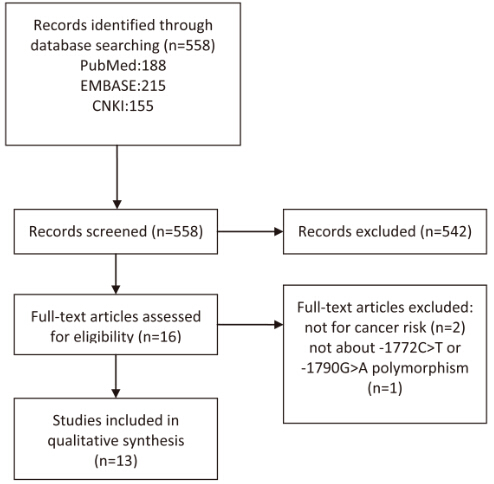 Records identified through
database searching (n=558)
PubMed:188
EMBASE:215
CNKI:155
Records screened (n=558)
Records excluded (n=542)
Full-text articles assessed
for eligibility (n=16)
Full-text articles excluded:
not for cancer risk (n=2)
not about -1772C>T or
-1790G>A polymorphism
(n=1)
Studies included in
qualitative synthesis
(n=13)